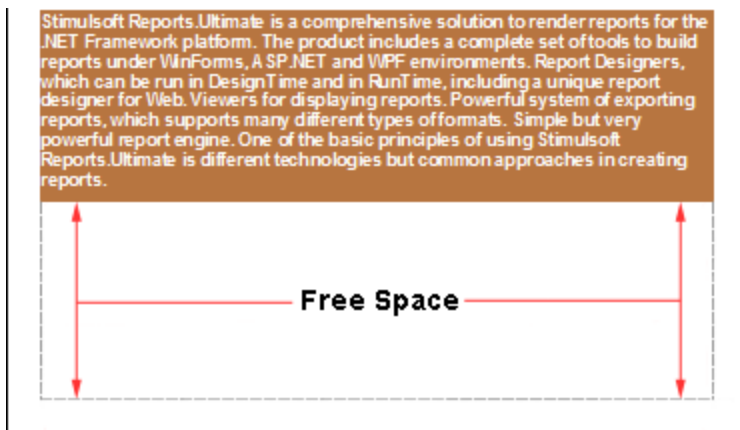 Stimulsoft Reports.Ultimate is a comprehensive solution to render reports for the
.NET Framework platform. The product includes a complete set of tools to build
reports under WinForms, ASP.NET and WPF environments. Report Designers,
which can be run in DesignTime and in RunTime, including a unique report
designer for Web. Viewers for displaying reports. Powerful system of exporting
reports, which supports many different types of formats. Simple but very
powerful report engine. One of the basic principles of using Stimulsoft
Reports.Ultimate is different technologies but common approaches in creating
reports.
Free Space